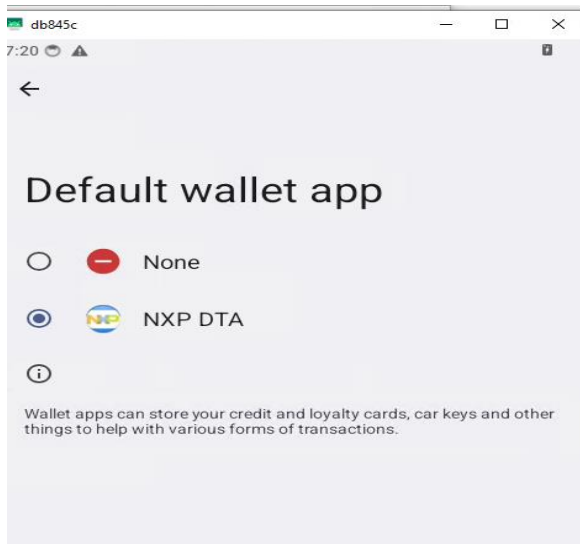 db845c
7:20
Default wallet app
None
NXP
NXP DTA
Wallet apps can store your credit and loyalty cards, car keys and other
things to help with various forms of transactions.